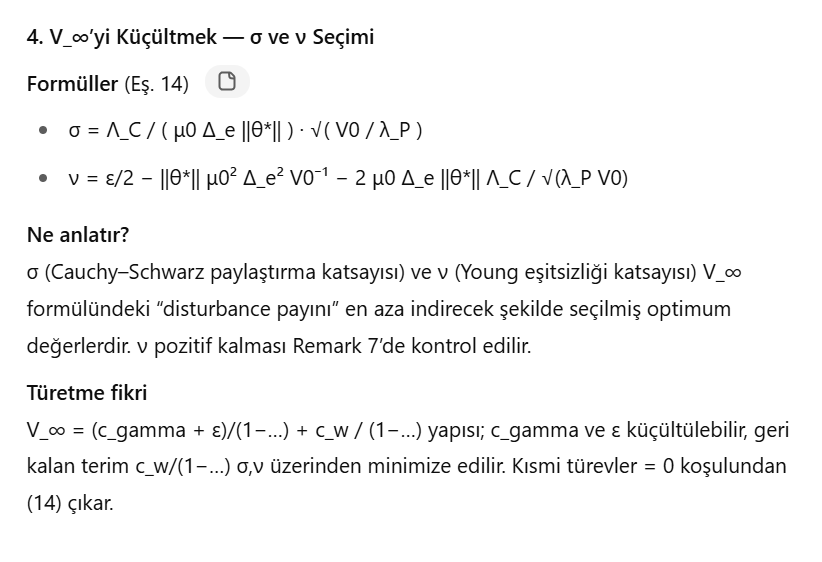 4. V_∞’yi Küçültmek — σ ve ν Seçimi
Formüller (Eş. 14)
• σ = Λ_C / ( μ0 Δ_e ||θ*|| ) · √( V0 / λ_P )
• ν = ε/2 − ||θ*|| μ0² Δ_e² V0⁻¹ − 2 μ0 Δ_e ||θ*|| Λ_C / √(λ_P V0)
Ne anlatır?
σ (Cauchy–Schwarz paylaştırma katsayısı) ve ν (Young eşitsizliği katsayısı) V_∞
formülündeki “disturbance payını” en aza indirecek şekilde seçilmiş optimum
değerlerdir. ν pozitif kalması Remark 7’de kontrol edilir.
Türetme fikri
V_∞ = (c_gamma + ε)/(1−…) + c_w / (1−…) yapısı; c_gamma ve ε küçültülebilir, geri
kalan terim c_w/(1−…) σ,ν üzerinden minimize edilir. Kısmi türevler = 0 koşulundan
(14) çıkar.